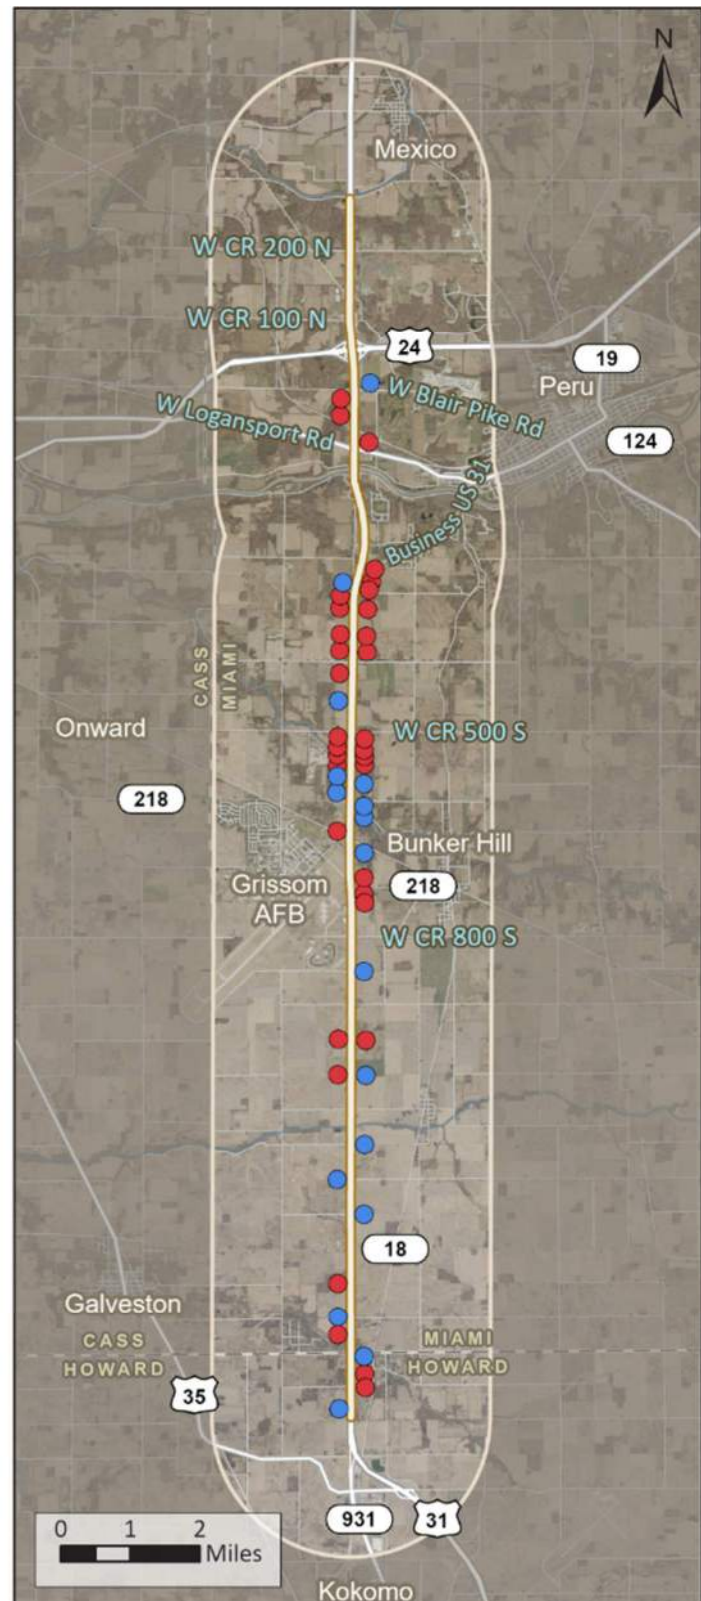 N
Mexico
W CR 200 N
W CR 100 N
24
19
Peru
W Blair Pike Rd
W Logansport Rd
124
Business US 31
CASS
MIAMI
Onward
W CR 500 S
218
Bunker Hill
Grissom
AFB
218
W CR 800 S
18
Galveston
CASS
HOWARD
MIAMI
HOWARD
35
931
31
0 1 2
Miles
Kokomo